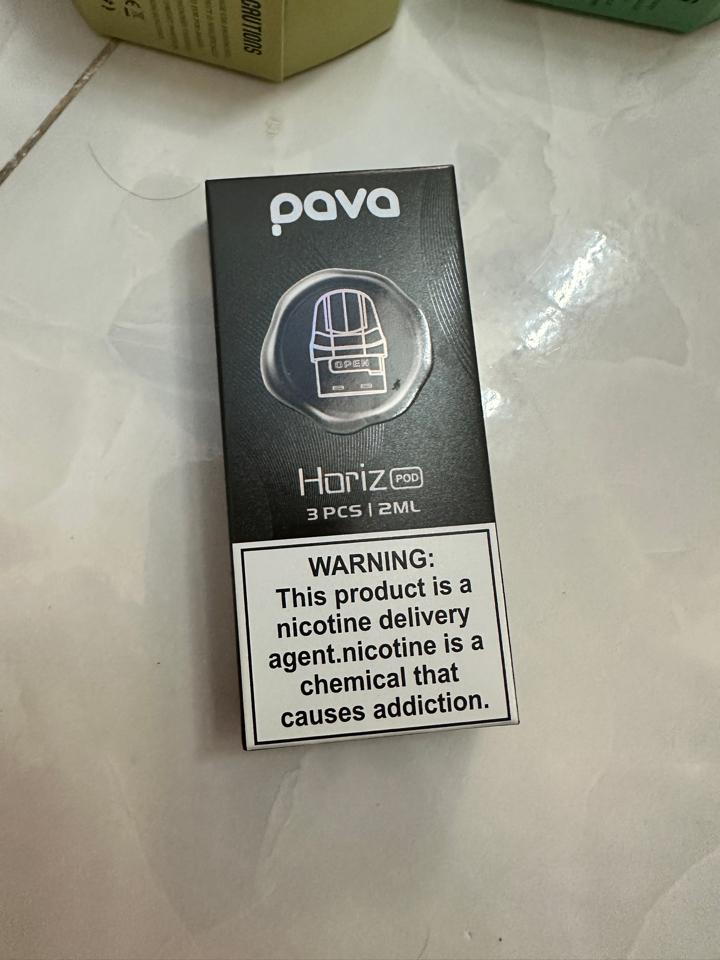 CAUTIONS
pava
OPEN
Horiz POD
3 PCS | 2ML
WARNING:
This product is a
nicotine delivery
agent.nicotine is a
chemical that
causes addiction.